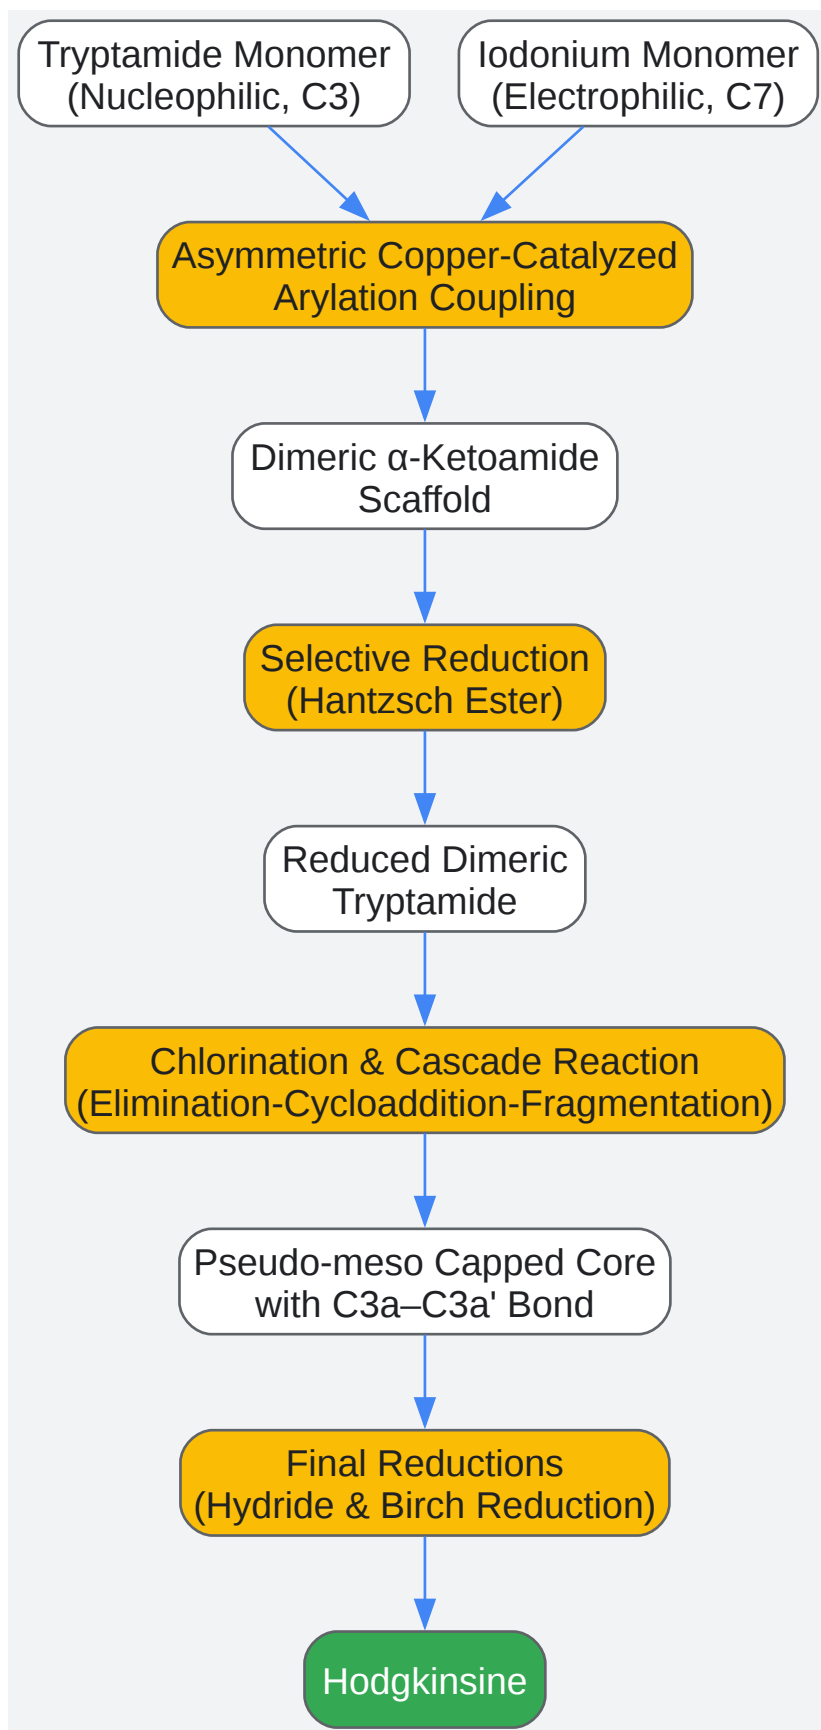 Tryptamide Monomer
(Nucleophilic, C3)
Iodonium Monomer
(Electrophilic, C7)
Asymmetric Copper-Catalyzed
Arylation Coupling
Dimeric α-Ketoamide
Scaffold
Selective Reduction
(Hantzsch Ester)
Reduced Dimeric
Tryptamide
Chlorination & Cascade Reaction
(Elimination-Cycloaddition-Fragmentation)
Pseudo-meso Capped Core
with C3a–C3a' Bond
Final Reductions
(Hydride & Birch Reduction)
Hodgkinsine